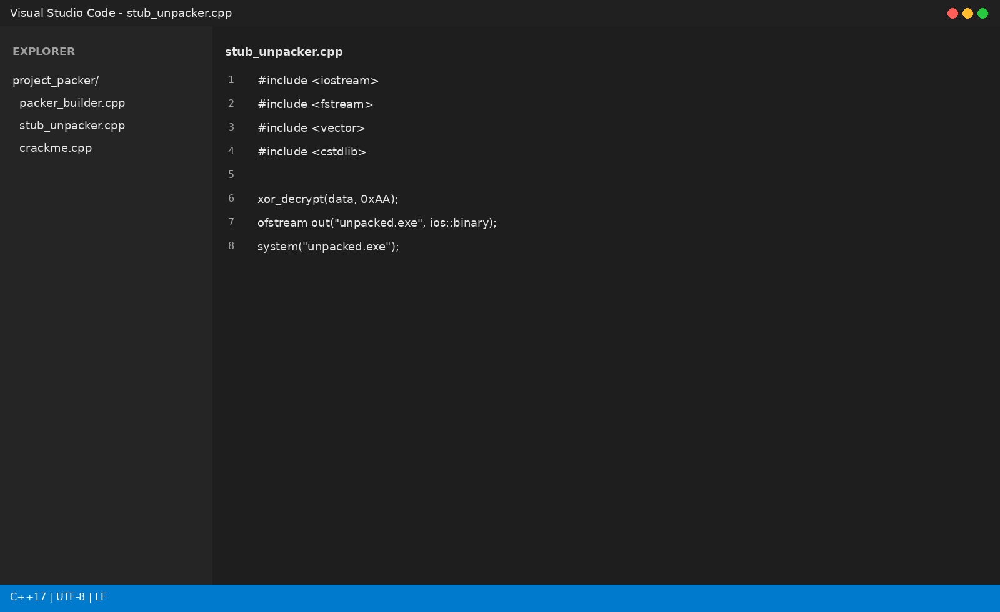 Visual Studio Code - stub_unpacker.cpp
EXPLORER
project_packer/
packer_builder.cpp
stub_unpacker.cpp
crackme.cpp
stub_unpacker.cpp
1 #include <iostream>
2 #include <fstream>
3 #include <vector>
4 #include <cstdlib>
5
6 xor_decrypt(data, 0xAA);
7 ofstream out("unpacked.exe", ios::binary);
8 system("unpacked.exe");
C++17 | UTF-8 | LF